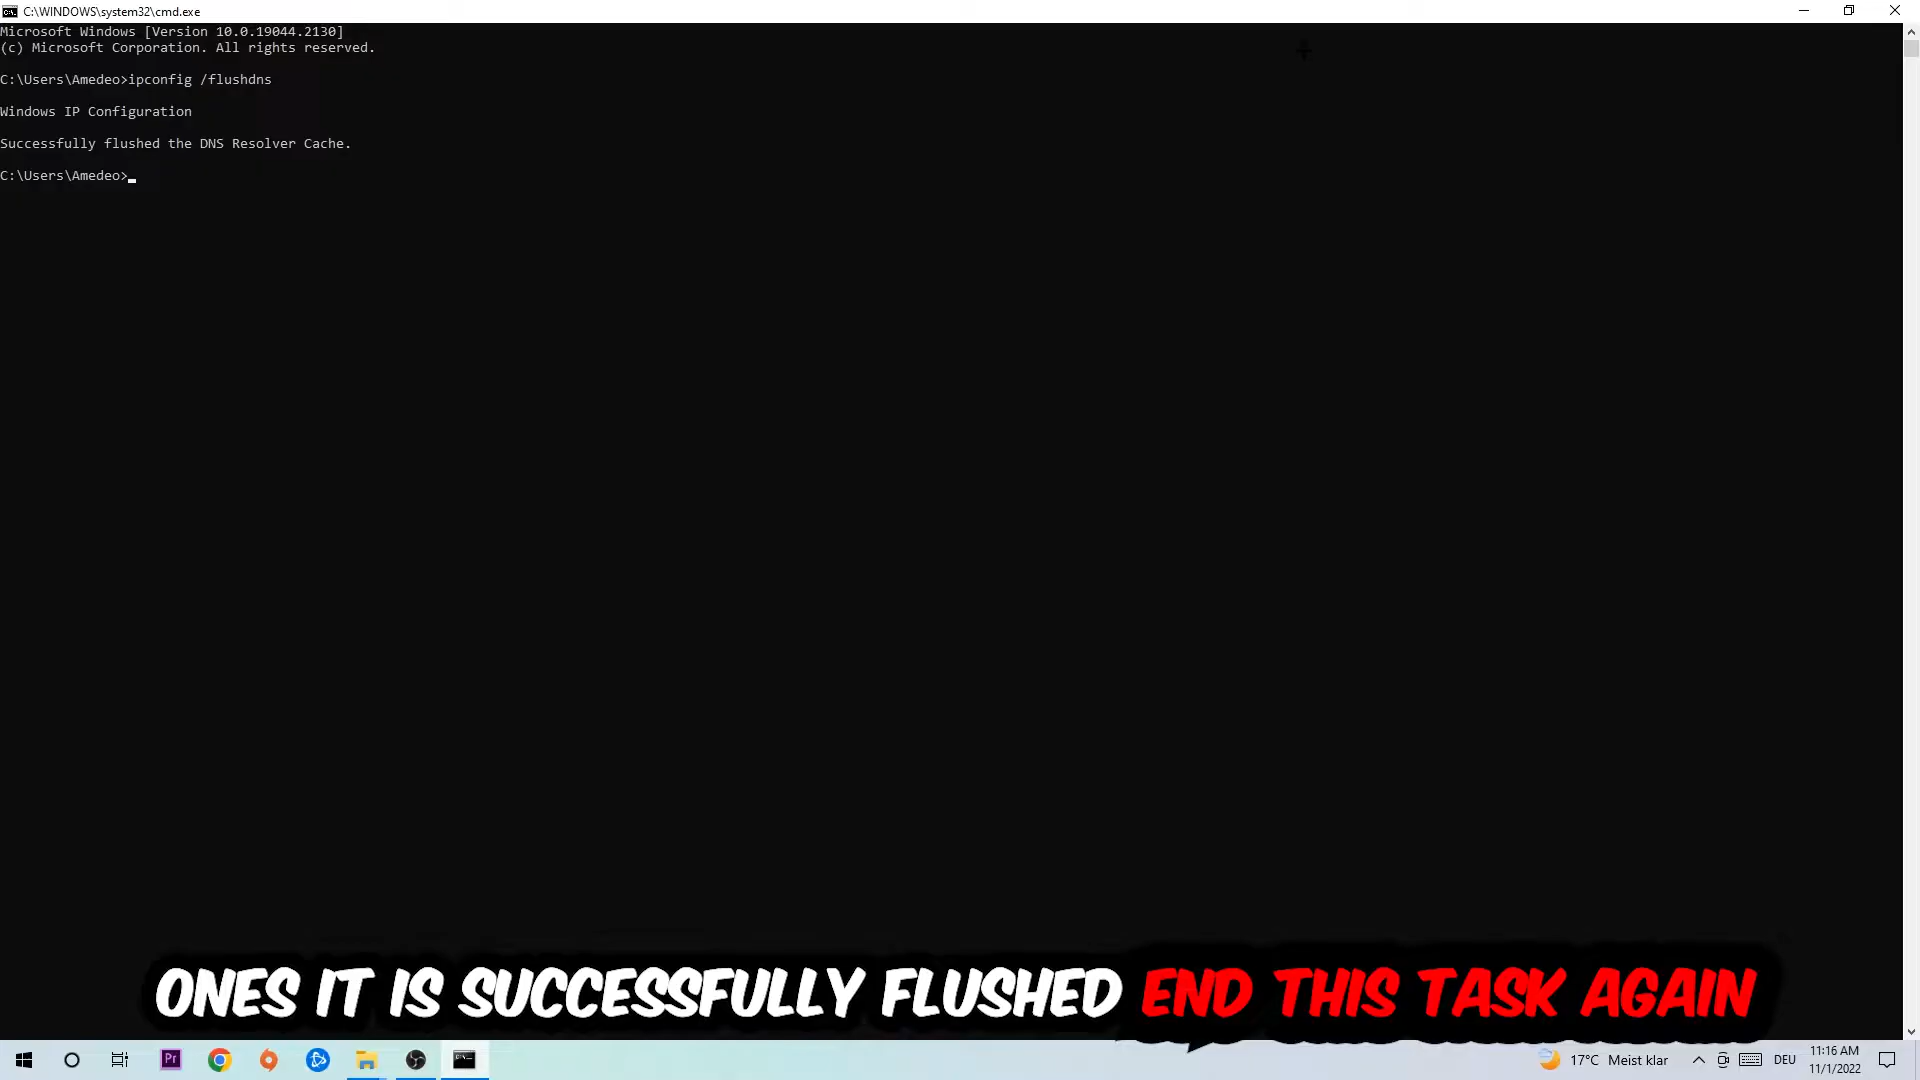 C:\WINDOWS\system32\cmd.exe
Microsoft Windows [Version 10.0.19044.2130]
(c) Microsoft Corporation. All rights reserved.
C:\Users\Amedeo>ipconfig /flushdns
Windows IP Configuration
Successfully flushed the DNS Resolver Cache.
C:\Users\Amedeo>
ONES IT IS SUCCESSFULLY FLUSHED END THIS TASK AGAIN
Pr
17°C Meist klar
DEU
11:16 AM
11/1/2022